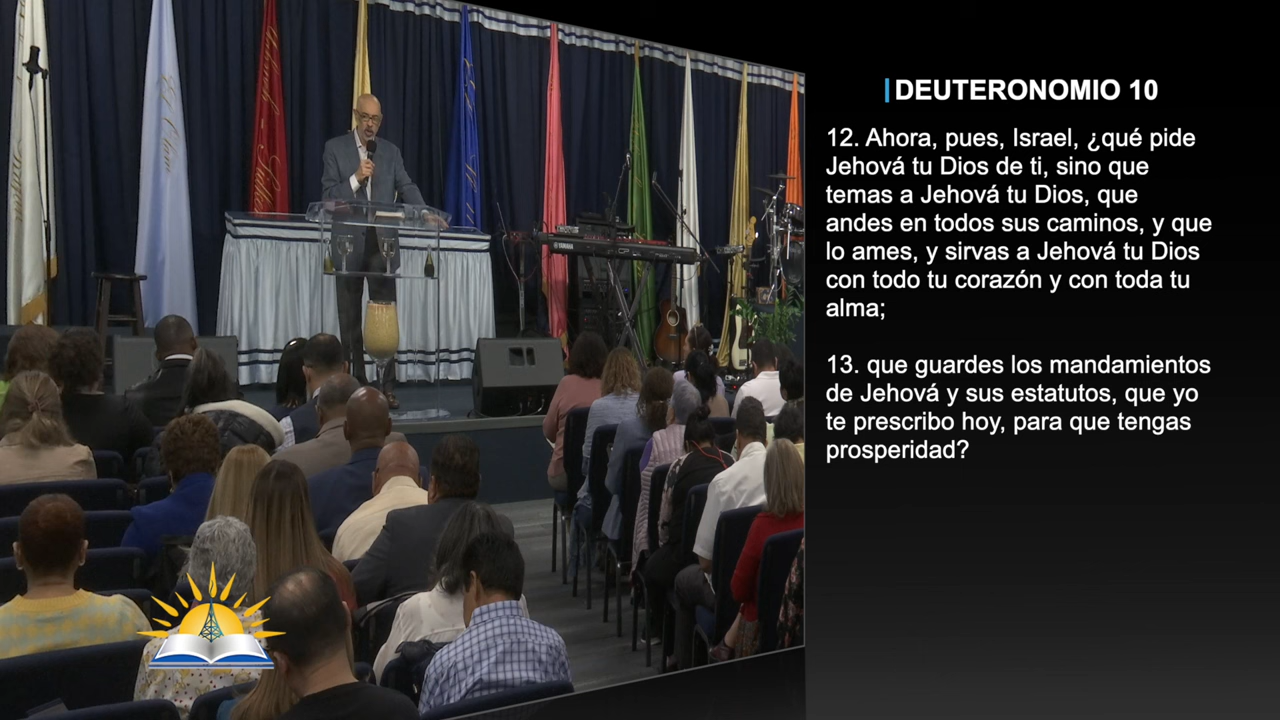 DEUTERONOMIO 10
12. Ahora, pues, Israel, ¿qué pide
Jehová tu Dios de ti, sino que
temas a Jehová tu Dios, que
andes en todos sus caminos, y que
lo ames, y sirvas a Jehová tu Dios
con todo tu corazón y con toda tu
alma;
13. que guardes los mandamientos
de Jehová y sus estatutos, que yo
te prescribo hoy, para que tengas
prosperidad?
YAMAHA